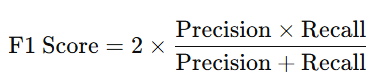 F1 Score = 2 × Precision × Recall / Precision + Recall